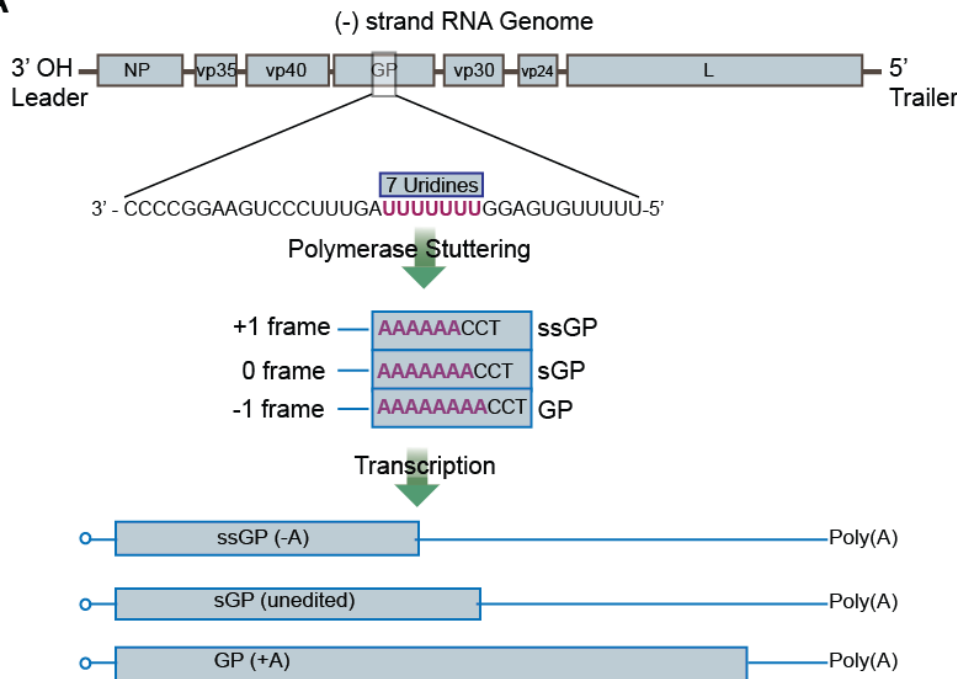 A
(-) strand RNA Genome
3’ OH
Leader
NP vp35 vp40 GP vp30 vp24 L
5’
Trailer
7 Uridines
3’ - CCCCGGAAGUCCCUUUGAUUUUUUUGGAGUGUUUUU-5’
Polymerase Stuttering
+1 frame AAAAAACCT ssGP
0 frame AAAAAAACCT sGP
-1 frame AAAAAAAACCT GP
Transcription
ssGP (-A) Poly(A)
sGP (unedited) Poly(A)
GP (+A) Poly(A)